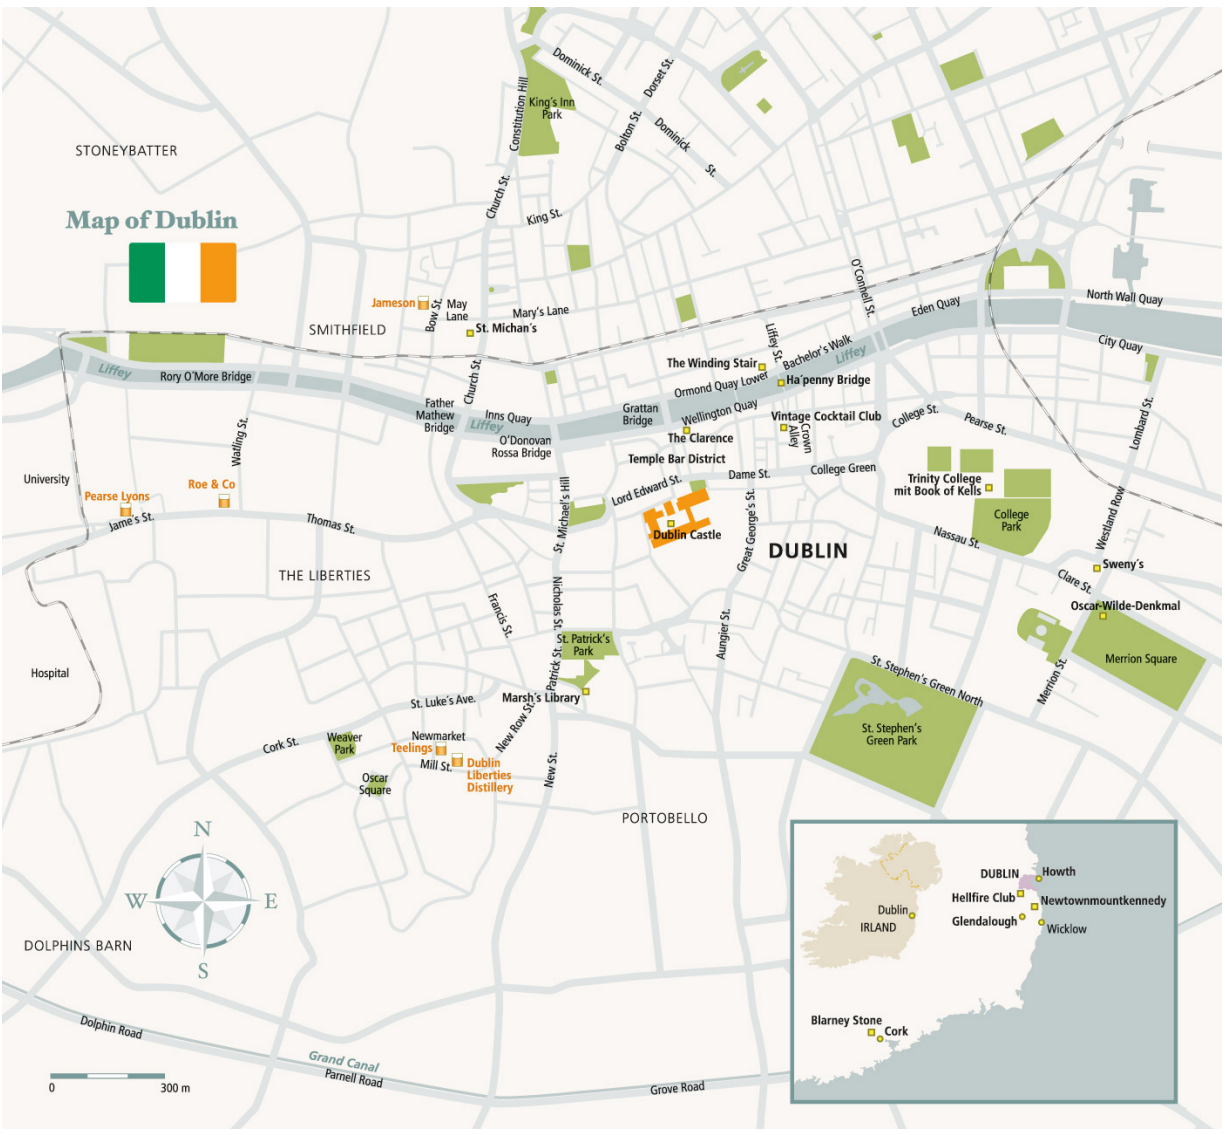 Dominick St.
Dorset St.
King's Inn
Park
Constitution Hill
Bolton St.
Dominick
St.
STONEYBATTER
Church St.
King St.
Map of Dublin
O'Connell St.
Jameson
Bow St.
May
Lane
Mary's Lane
SMITHFIELD
St. Michan's
Eden Quay
North Wall Quay
City Quay
Liffey St.
Bachelor's Walk
Liffey
The Winding Stair
Ormond Quay Lower
Ha'penny Bridge
Liffey
Rory O'More Bridge
Church St.
Father
Mathew
Bridge
Inns Quay
Liffey
O'Donovan
Rossa Bridge
Grattan
Bridge
Wellington Quay
The Clarence
Vintage Cocktail Club
Crown
Alley
College St.
Pearse St.
Lombard St.
Watling St.
Temple Bar District
University
Pearse Lyons
Roe & Co
Jame's St.
Thomas St.
St. Michael's Hill
Lord Edward St.
Dame St.
College Green
Trinity College
mit Book of Kells
College
Park
Westland Row
Dublin Castle
Great George's St.
DUBLIN
Nassau St.
Clare St.
Sweny's
Oscar-Wilde-Denkmal
THE LIBERTIES
Francis St.
Nicholas St.
Aungier St.
St. Patrick's
Park
Patrick St.
Merrion Square
Merrion St.
Hospital
St. Stephen's Green North
St. Luke's Ave.
Marsh's Library
New Row St.
St. Stephen's
Green Park
Cork St.
Weaver
Park
Newmarket
Teelings
Mill St.
Dublin
Liberties
Distillery
Oscar
Square
New St.
PORTOBELLO
N
W
E
S
DOLPHINS BARN
Dolphin Road
Grand Canal
Parnell Road
Grove Road
0
300 m
DUBLIN
Howth
Hellfire Club
Newtownmountkennedy
Glendalough
Wicklow
Dublin
IRLAND
Blarney Stone
Cork